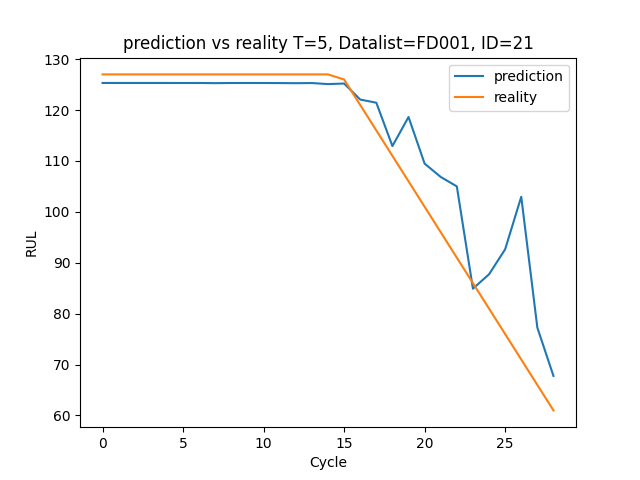 prediction vs reality T=5, Datalist=FD001, ID=21
prediction
reality
130
120
110
100
90
80
70
60
RUL
0 5 10 15 20 25
Cycle